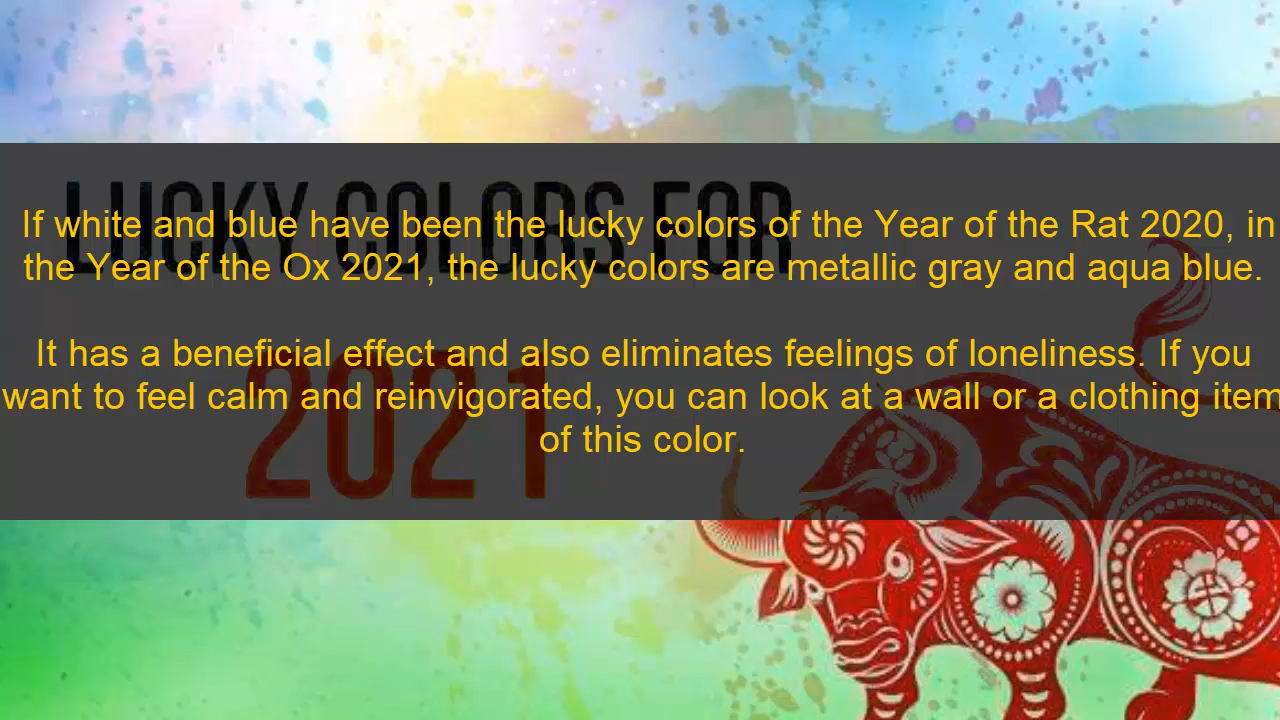 LUCKY COLORS FOR
2021
If white and blue have been the lucky colors of the Year of the Rat 2020, in
the Year of the Ox 2021, the lucky colors are metallic gray and aqua blue.
It has a beneficial effect and also eliminates feelings of loneliness. If you
want to feel calm and reinvigorated, you can look at a wall or a clothing item
of this color.